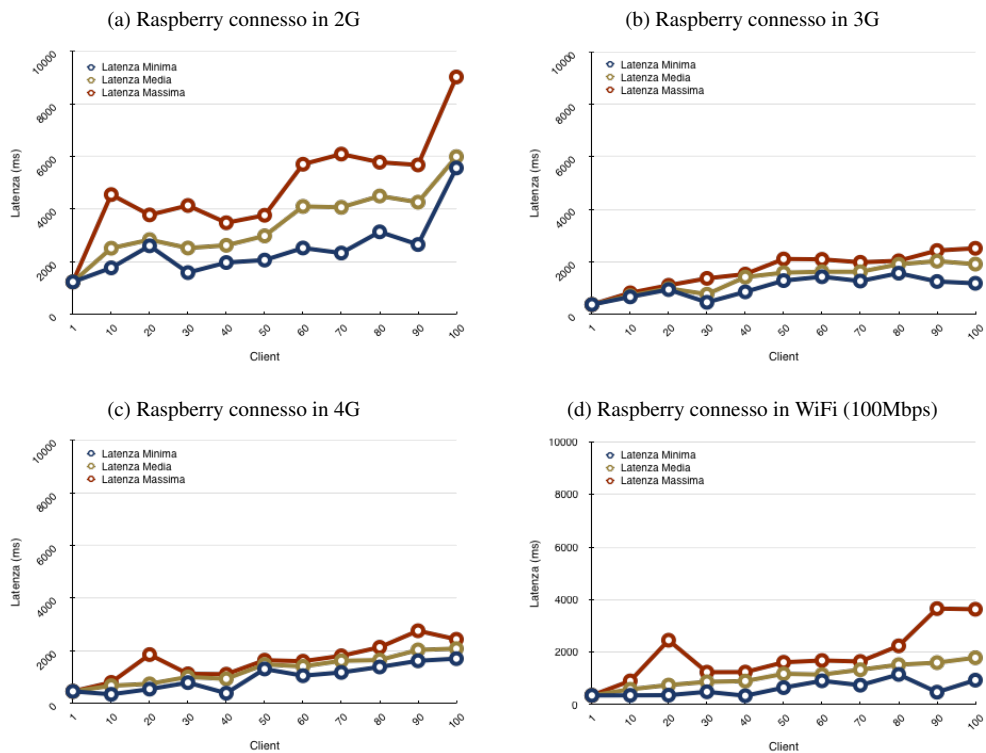 (a) Raspberry connesso in 2G
10000
8000
6000
4000
2000
0
Latenza (ms)
Latenza Minima
Latenza Media
Latenza Massima
1 10 20 30 40 50 60 70 80 90 100
Client
(b) Raspberry connesso in 3G
10000
8000
6000
4000
2000
0
Latenza (ms)
Latenza Minima
Latenza Media
Latenza Massima
1 10 20 30 40 50 60 70 80 90 100
Client
(c) Raspberry connesso in 4G
10000
8000
6000
4000
2000
0
Latenza (ms)
Latenza Minima
Latenza Media
Latenza Massima
1 10 20 30 40 50 60 70 80 90 100
Client
(d) Raspberry connesso in WiFi (100Mbps)
10000
8000
6000
4000
2000
0
Latenza (ms)
Latenza Minima
Latenza Media
Latenza Massima
1 10 20 30 40 50 60 70 80 90 100
Client